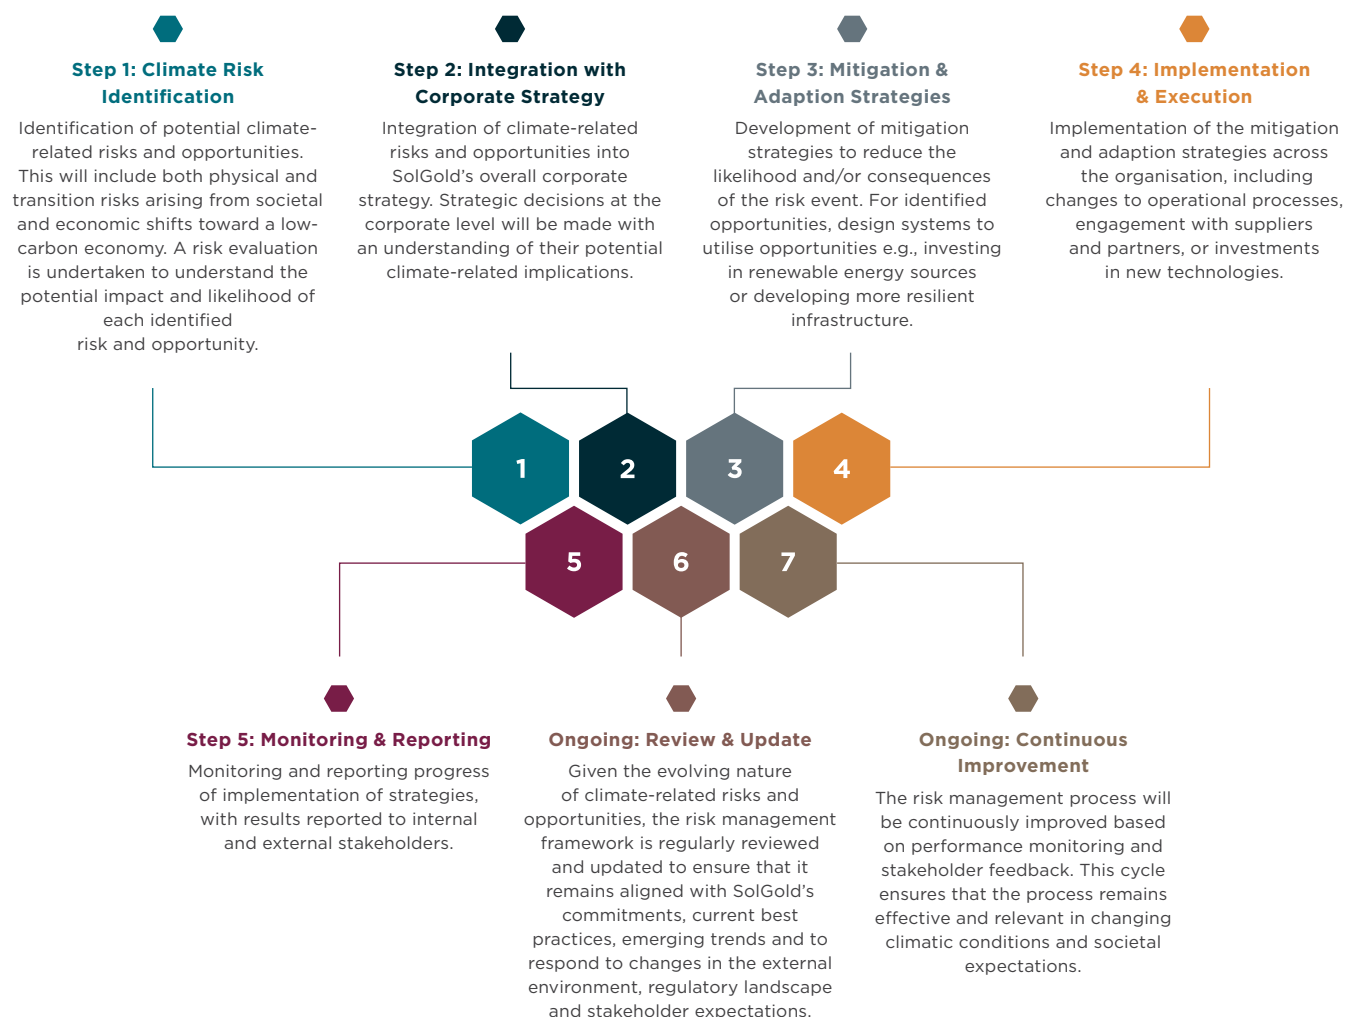 Step 1: Climate Risk
Identification
Identification of potential climate-
related risks and opportunities.
This will include both physical and
transition risks arising from societal
and economic shifts toward a low-
carbon economy. A risk evaluation
is undertaken to understand the
potential impact and likelihood of
each identified
risk and opportunity.
Step 2: Integration with
Corporate Strategy
Integration of climate-related
risks and opportunities into
SolGold’s overall corporate
strategy. Strategic decisions at the
corporate level will be made with
an understanding of their potential
climate-related implications.
Step 3: Mitigation &
Adaption Strategies
Development of mitigation
strategies to reduce the
likelihood and/or consequences
of the risk event. For identified
opportunities, design systems to
utilise opportunities e.g., investing
in renewable energy sources
or developing more resilient
infrastructure.
Step 4: Implementation
& Execution
Implementation of the mitigation
and adaption strategies across
the organisation, including
changes to operational processes,
engagement with suppliers
and partners, or investments
in new technologies.
1
2
3
4
5
6
7
Step 5: Monitoring & Reporting
Monitoring and reporting progress
of implementation of strategies,
with results reported to internal
and external stakeholders.
Ongoing: Review & Update
Given the evolving nature
of climate-related risks and
opportunities, the risk management
framework is regularly reviewed
and updated to ensure that it
remains aligned with SolGold’s
commitments, current best
practices, emerging trends and to
respond to changes in the external
environment, regulatory landscape
and stakeholder expectations.
Ongoing: Continuous
Improvement
The risk management process will
be continuously improved based
on performance monitoring and
stakeholder feedback. This cycle
ensures that the process remains
effective and relevant in changing
climatic conditions and societal
expectations.